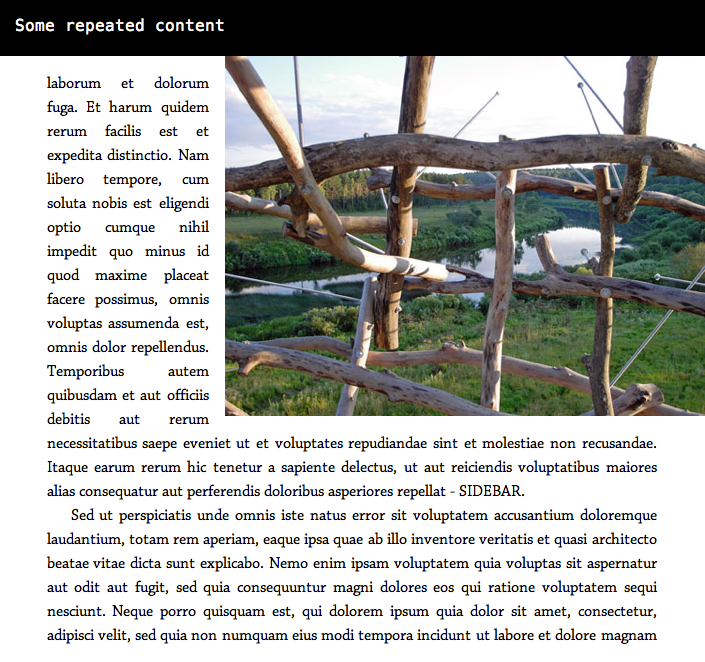 Some repeated content
laborum et dolorum
fuga. Et harum quidem
rerum facilis est et
expedita distinctio. Nam
libero tempore, cum
soluta nobis est eligendi
optio cumque nihil
impedit quo minus id
quod maxime placeat
facere possimus, omnis
voluptas assumenda est,
omnis dolor repellendus.
Temporibus autem
quibusdam et aut officiis
debitis aut rerum
necessitatibus saepe eveniet ut et voluptates repudiandae sint et molestiae non recusandae.
Itaque earum rerum hic tenetur a sapiente delectus, ut aut reiciendis voluptatibus maiores
alias consequatur aut perferendis doloribus asperiores repellat - SIDEBAR.
Sed ut perspiciatis unde omnis iste natus error sit voluptatem accusantium doloremque
laudantium, totam rem aperiam, eaque ipsa quae ab illo inventore veritatis et quasi architecto
beatae vitae dicta sunt explicabo. Nemo enim ipsam voluptatem quia voluptas sit aspernatur
aut odit aut fugit, sed quia consequuntur magni dolores eos qui ratione voluptatem sequi
nesciunt. Neque porro quisquam est, qui dolorem ipsum quia dolor sit amet, consectetur,
adipisci velit, sed quia non numquam eius modi tempora incidunt ut labore et dolore magnam